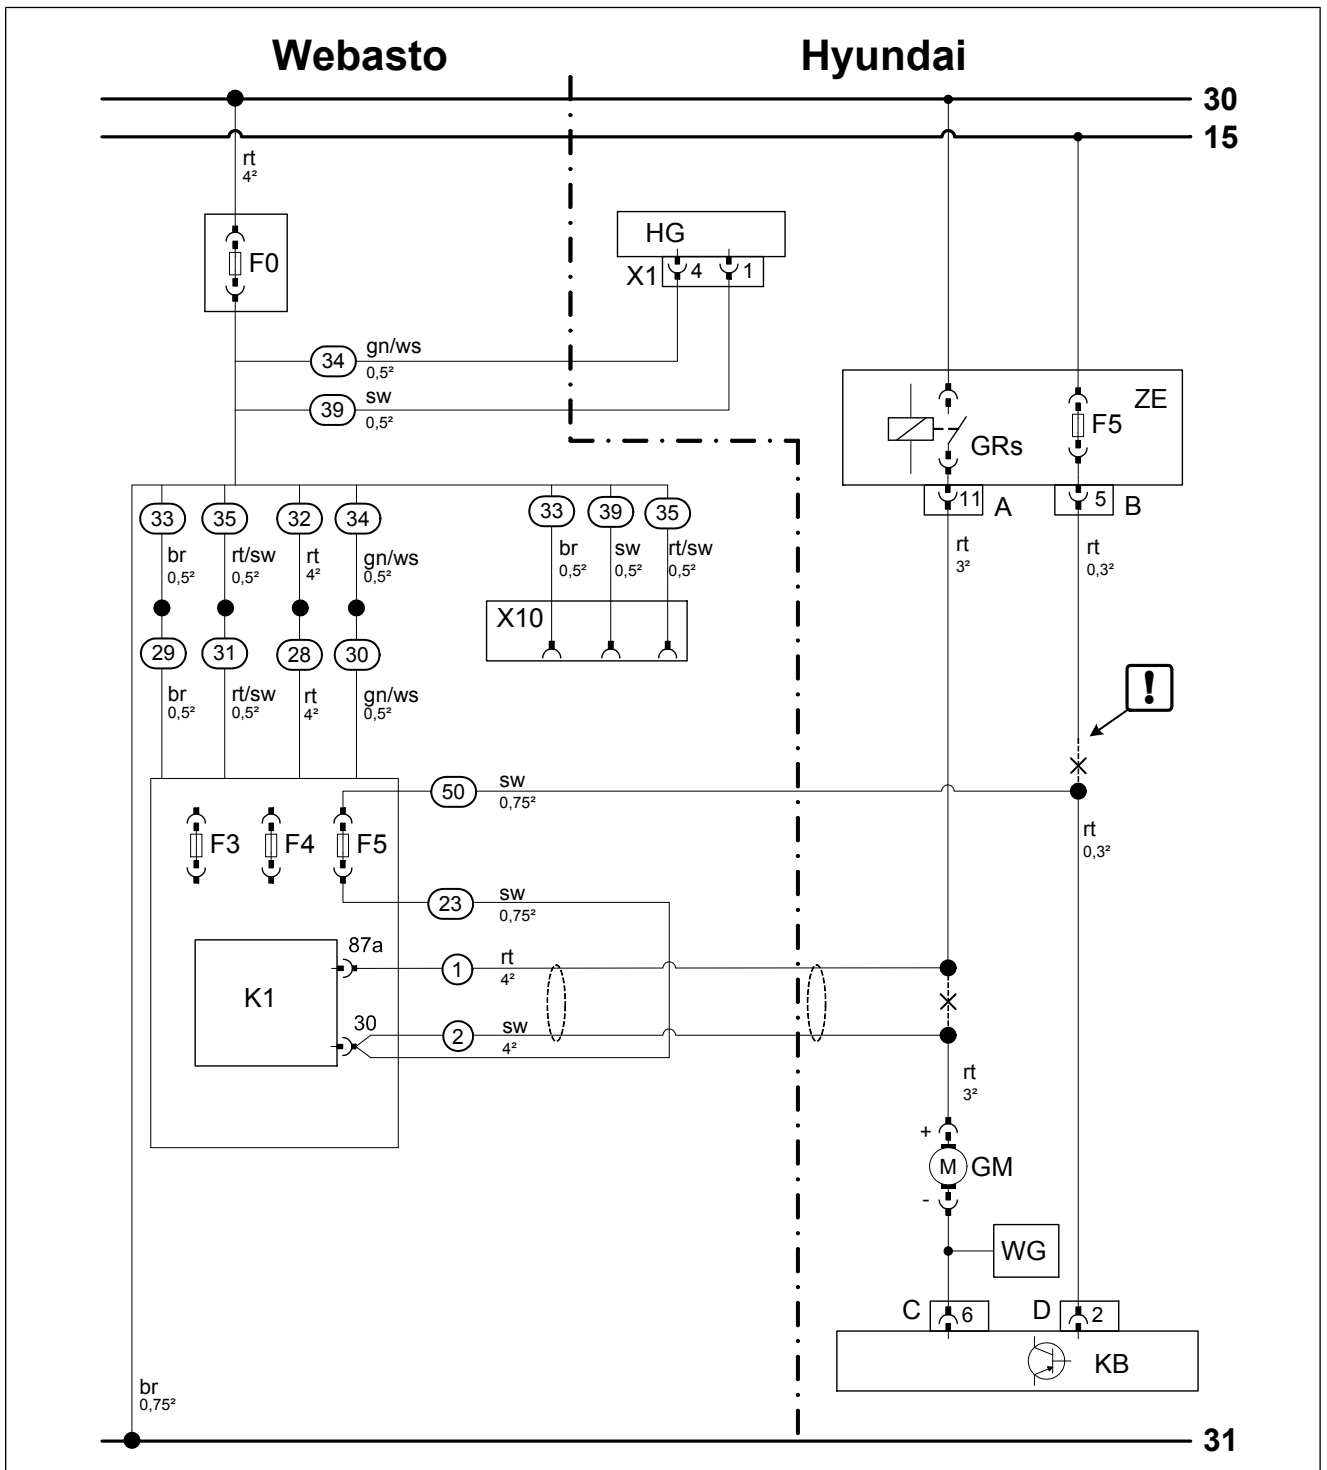 Webasto Hyundai
30
15
rt
4²
F0
HG
X1 4 1
34 gn/ws
0,5²
39 sw
0,5²
ZE
GRs F5
11 A 5 B
rt
3²
rt
0,3²
33 35 32 34
br
0,5²
rt/sw
0,5²
rt
4²
gn/ws
0,5²
33 39 35
br
0,5²
sw
0,5²
rt/sw
0,5²
X10
29 31 28 30
br
0,5²
rt/sw
0,5²
rt
4²
gn/ws
0,5²
!
50 sw
0,75²
rt
0,3²
F3 F4 F5
23 sw
0,75²
K1
87a
1 rt
4²
30
2 sw
4²
rt
3²
+
M GM
-
WG
C 6 D 2
KB
br
0,75²
31